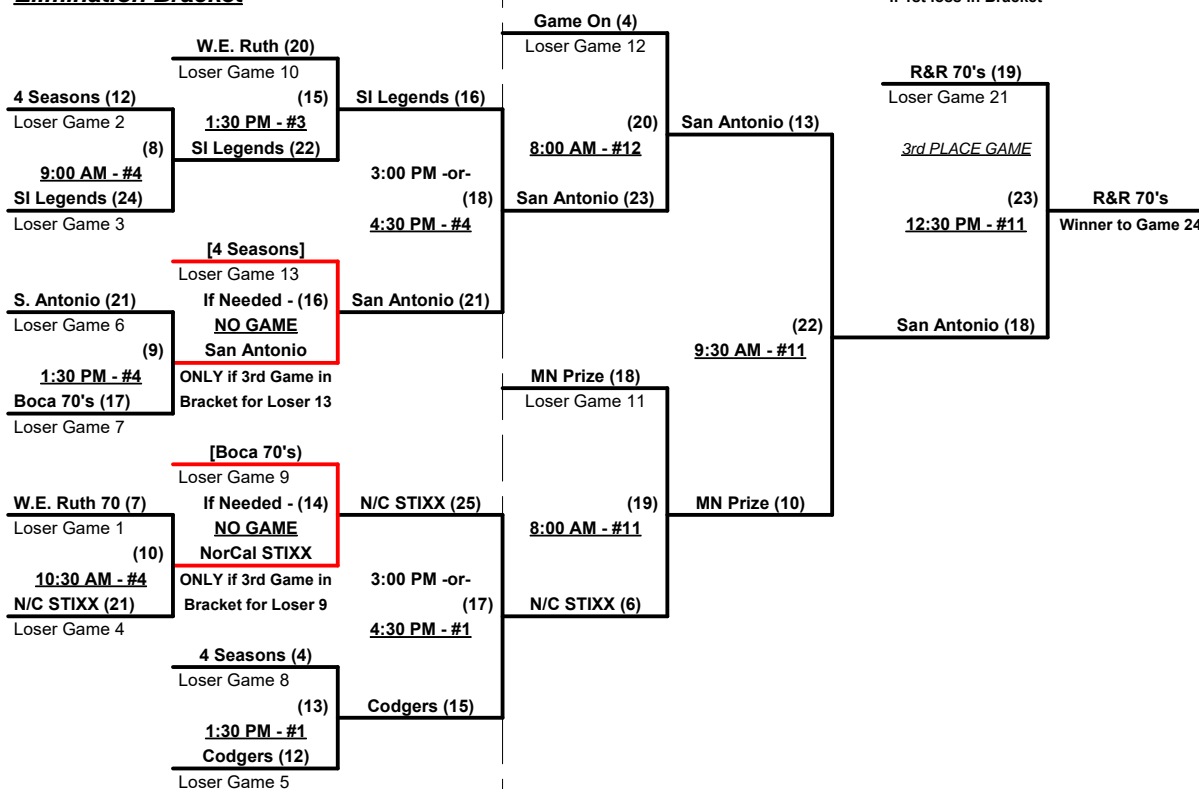 Elimination Bracket
if 1st loss in Bracket
Game On (4)
Loser Game 12
W.E. Ruth (20)
Loser Game 10
(15)
1:30 PM - #3
SI Legends (22)
4 Seasons (12)
Loser Game 2
(8)
9:00 AM - #4
SI Legends (24)
Loser Game 3
SI Legends (16)
3:00 PM -or-
(18)
4:30 PM - #4
San Antonio (21)
(20)
8:00 AM - #12
San Antonio (23)
San Antonio (13)
R&R 70's (19)
Loser Game 21
3rd PLACE GAME
(23)
12:30 PM - #11
San Antonio (18)
R&R 70's
Winner to Game 24
[4 Seasons]
Loser Game 13
If Needed - (16)
NO GAME
San Antonio
ONLY if 3rd Game in
Bracket for Loser 13
S. Antonio (21)
Loser Game 6
(9)
1:30 PM - #4
Boca 70's (17)
Loser Game 7
(22)
9:30 AM - #11
MN Prize (18)
Loser Game 11
(19)
8:00 AM - #11
N/C STIXX (6)
MN Prize (10)
[Boca 70's)
Loser Game 9
If Needed - (14)
NO GAME
NorCal STIXX
ONLY if 3rd Game in
Bracket for Loser 9
W.E. Ruth 70 (7)
Loser Game 1
(10)
10:30 AM - #4
N/C STIXX (21)
Loser Game 4
N/C STIXX (25)
3:00 PM -or-
(17)
4:30 PM - #1
Codgers (15)
4 Seasons (4)
Loser Game 8
(13)
1:30 PM - #1
Codgers (12)
Loser Game 5